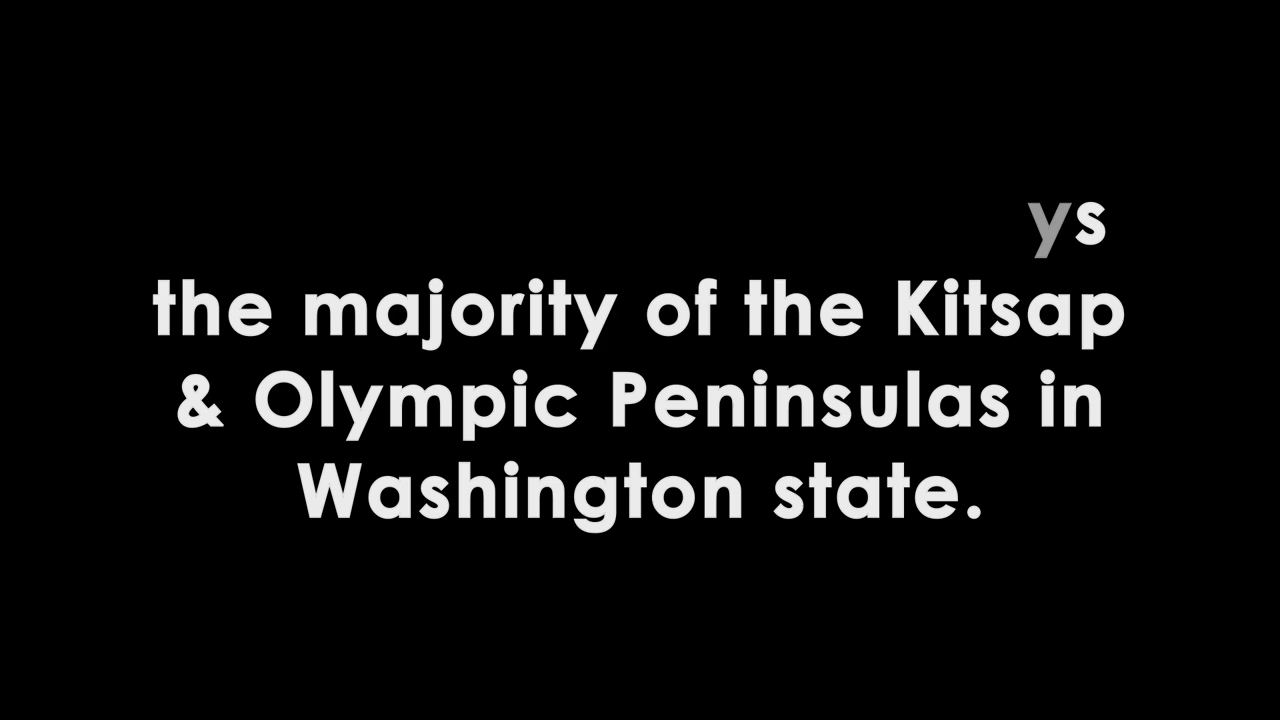 ys
the majority of the Kitsap
& Olympic Peninsulas in
Washington state.